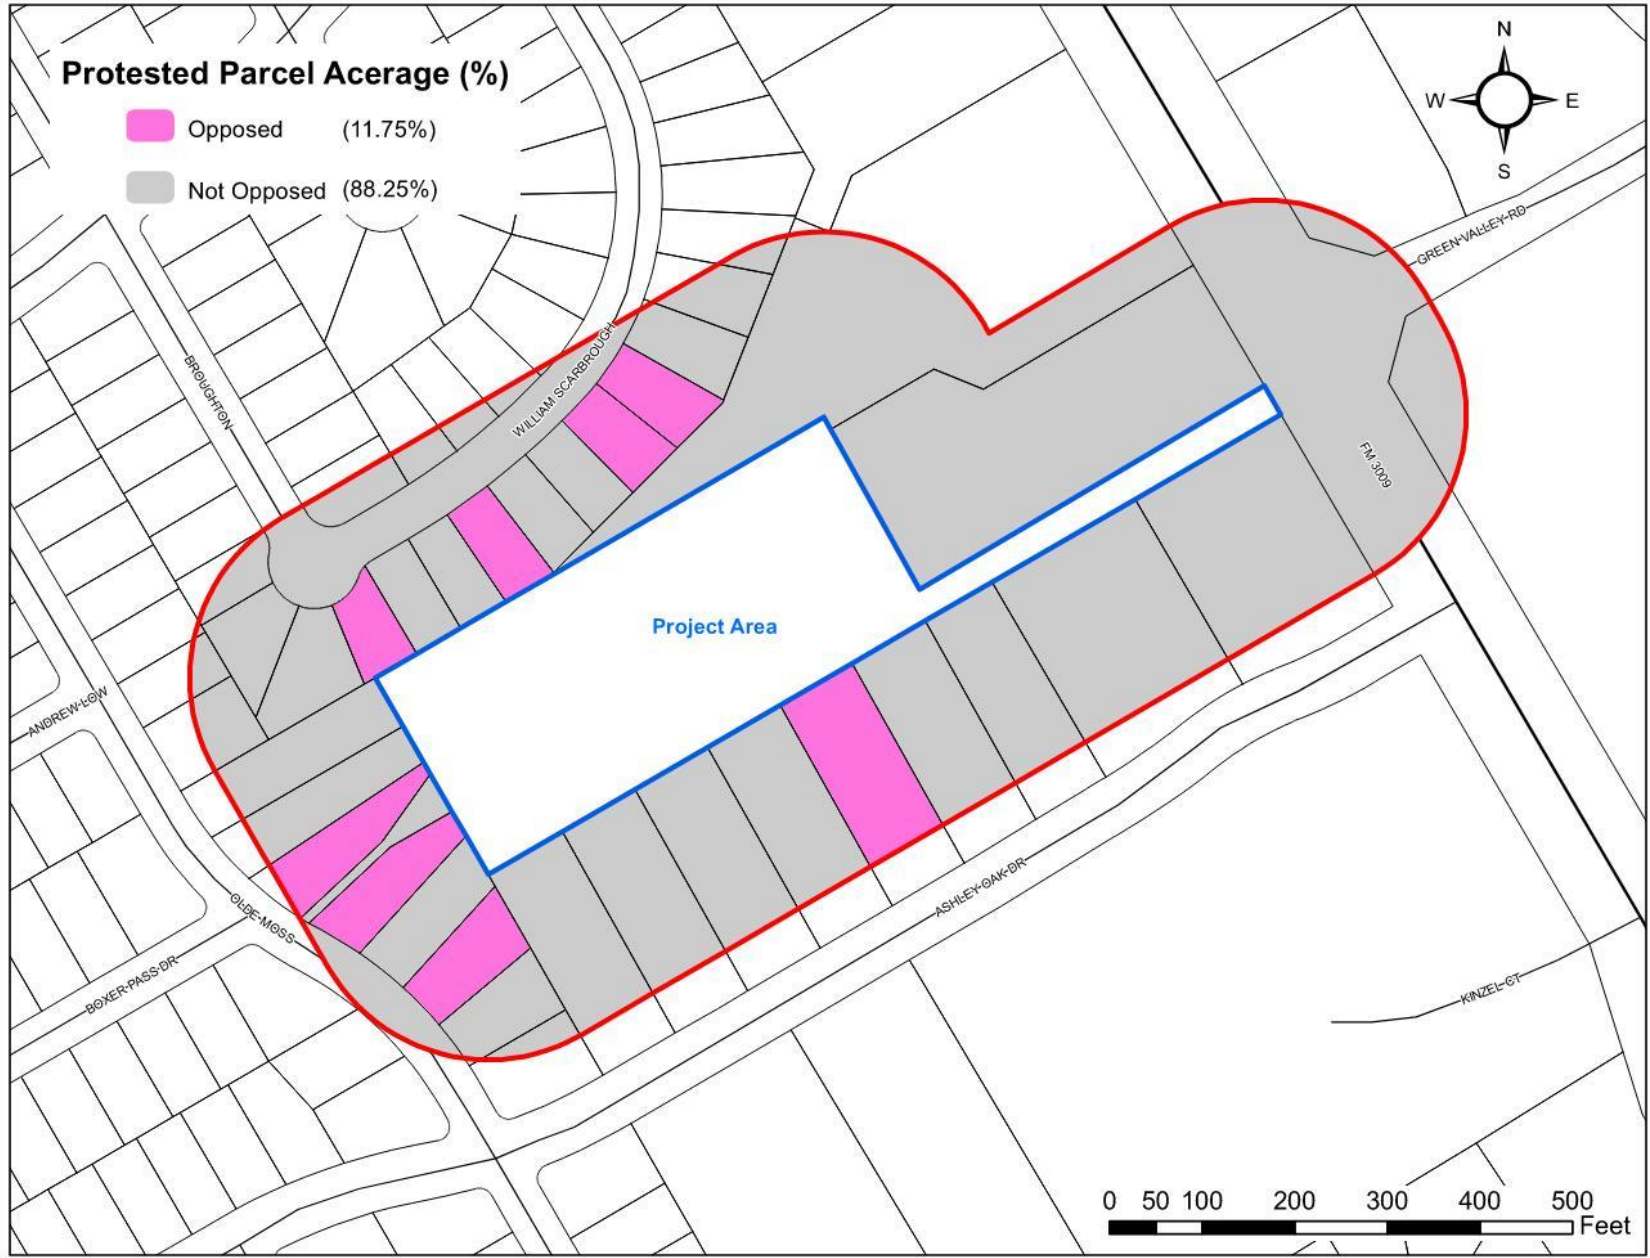 Protested Parcel Acerage (%)
Opposed (11.75%)
Not Opposed (88.25%)
N
W E
S
GREEN VALLEY RD
WILLIAM SCARBROUGH
BROUGHTON
FM 3009
Project Area
ANDREW LOW
OLDE MOSS
ASHLEY OAK DR
BOXER PASS DR
KINZEL CT
0 50 100 200 300 400 500
Feet